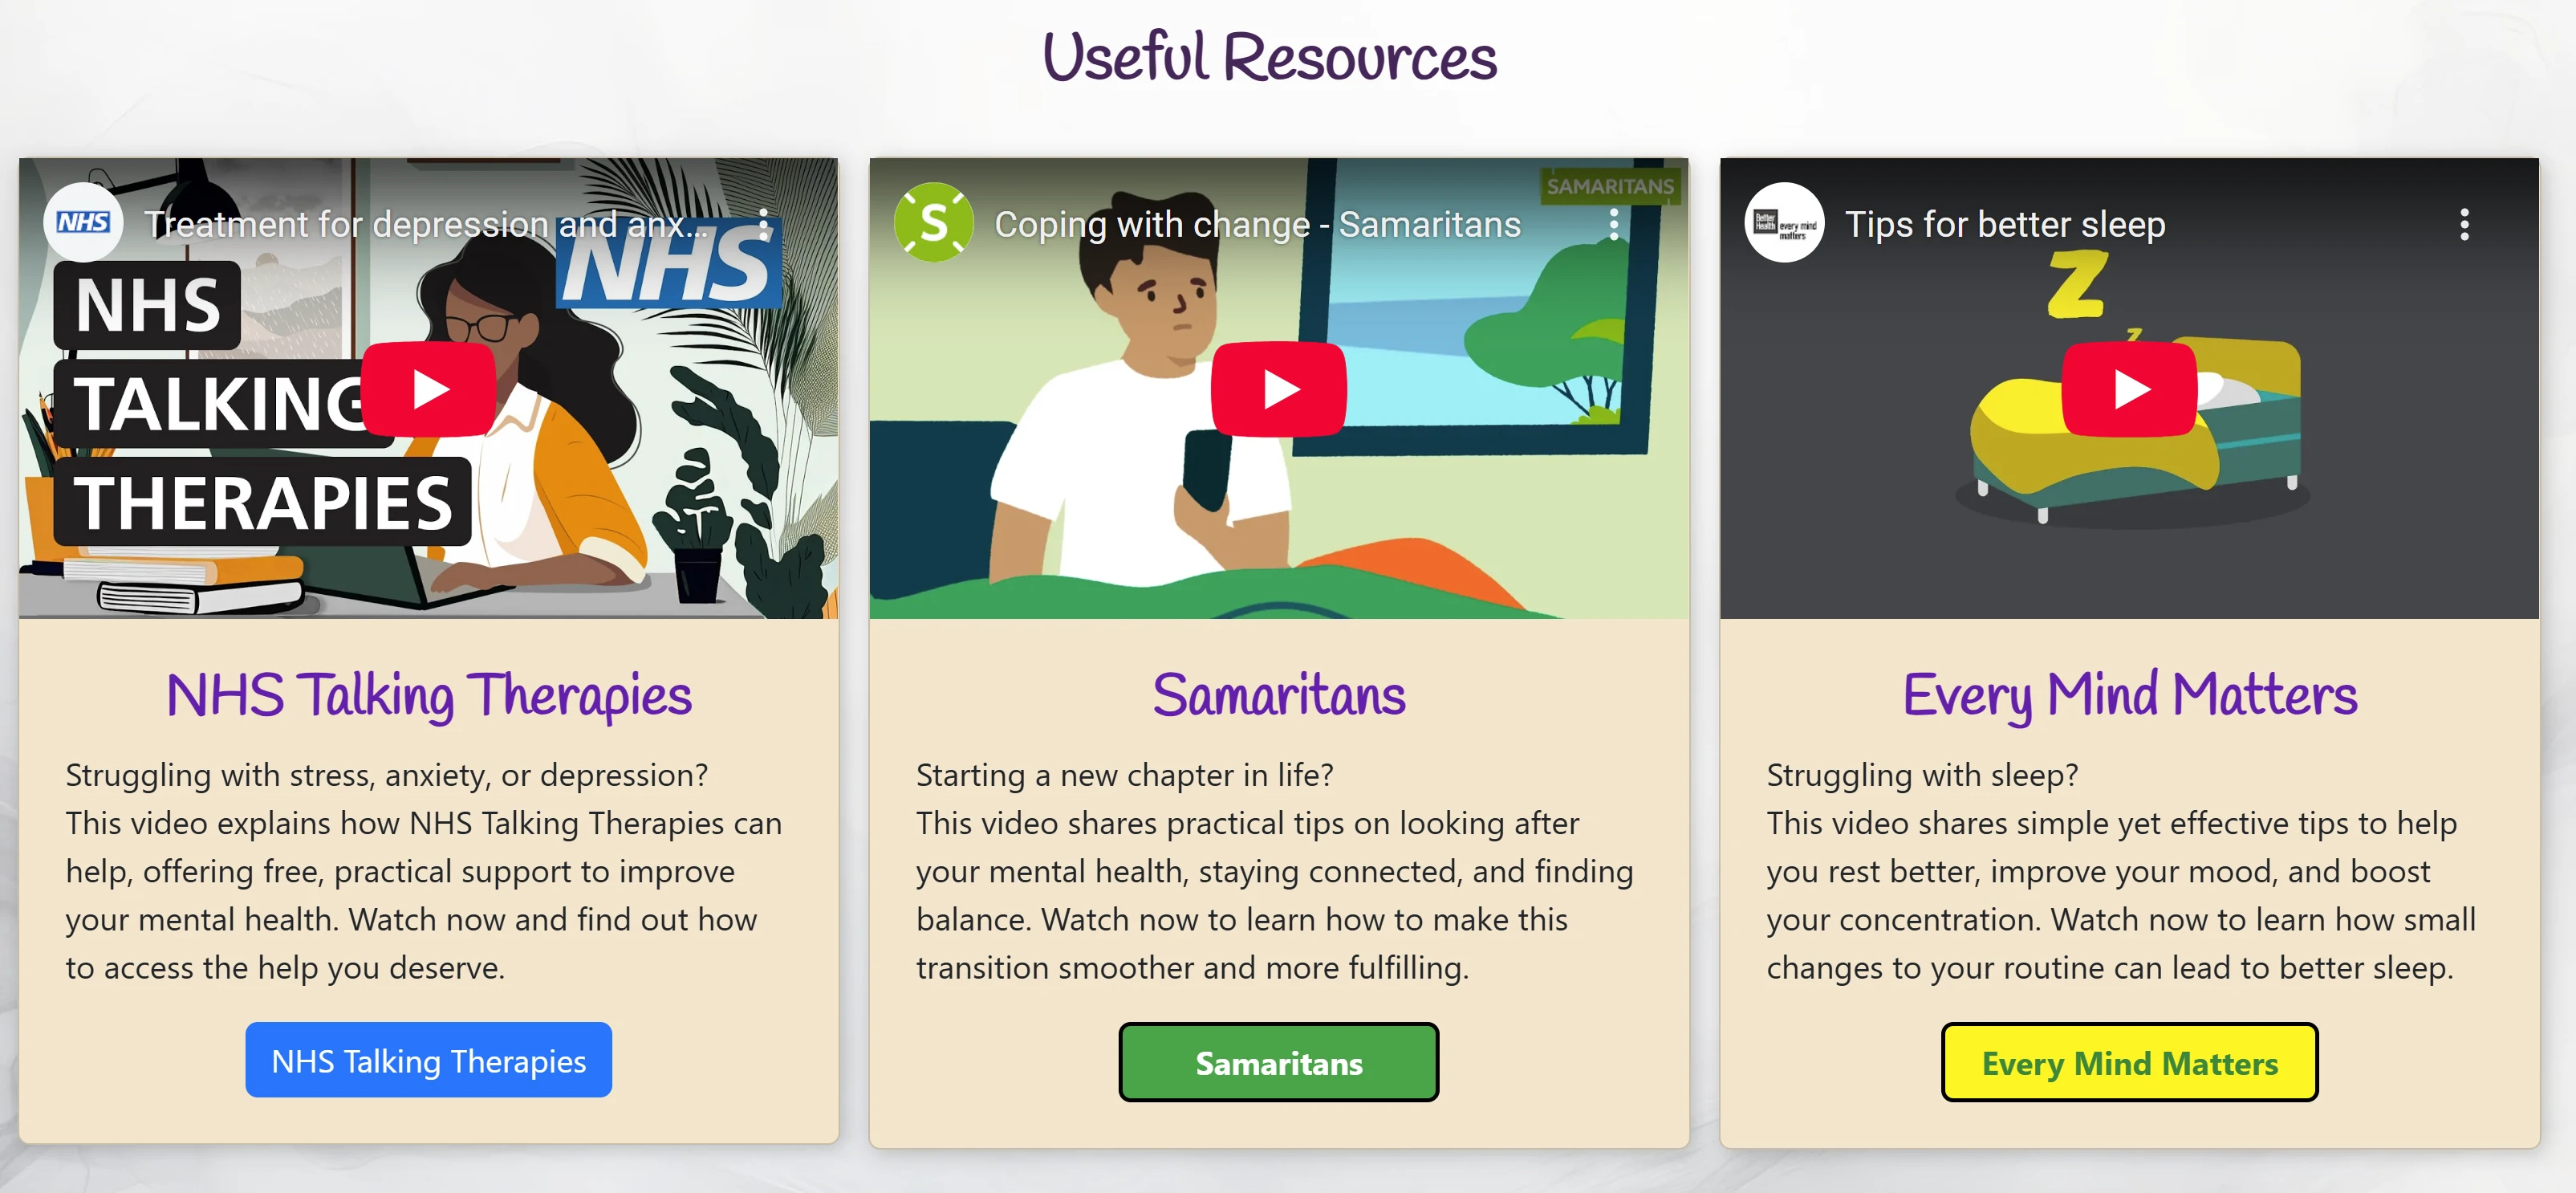 Useful Resources
NHS
Treatment for depression and anx...
NHS
NHS
TALKING
THERAPIES
S
Coping with change - Samaritans
SAMARITANS
Better
Health
every mind
matters
Tips for better sleep
Z
z
NHS Talking Therapies
Struggling with stress, anxiety, or depression?
This video explains how NHS Talking Therapies can
help, offering free, practical support to improve
your mental health. Watch now and find out how
to access the help you deserve.
NHS Talking Therapies
Samaritans
Starting a new chapter in life?
This video shares practical tips on looking after
your mental health, staying connected, and finding
balance. Watch now to learn how to make this
transition smoother and more fulfilling.
Samaritans
Every Mind Matters
Struggling with sleep?
This video shares simple yet effective tips to help
you rest better, improve your mood, and boost
your concentration. Watch now to learn how small
changes to your routine can lead to better sleep.
Every Mind Matters